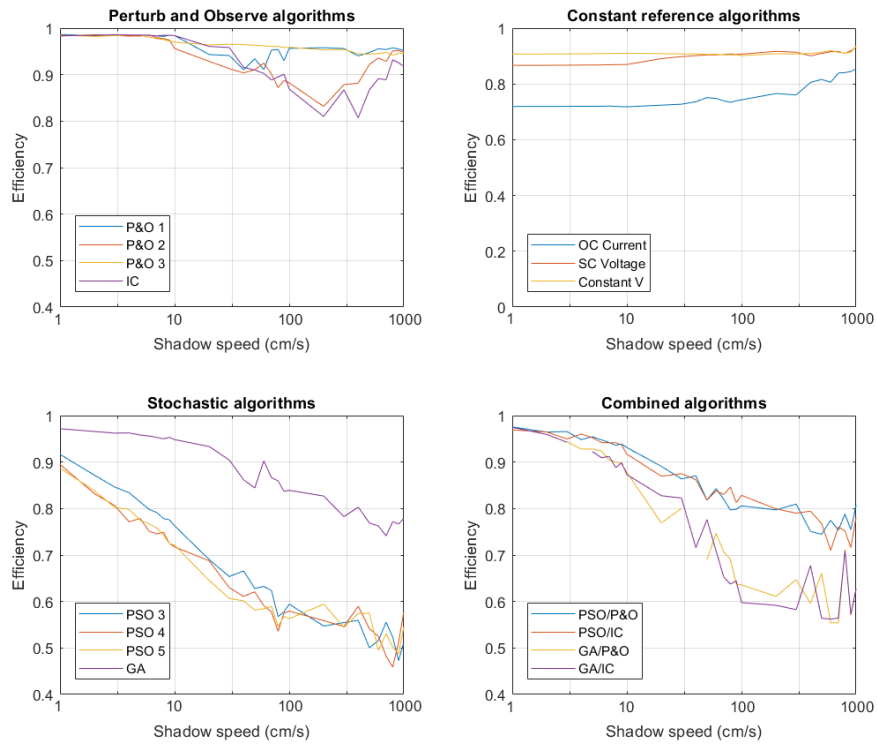 Perturb and Observe algorithms
1
0.9
0.8
0.7
0.6
0.5
0.4
Efficiency
P&O 1
P&O 2
P&O 3
IC
1 10 100 1000
Shadow speed (cm/s)
Constant reference algorithms
1
0.8
0.6
0.4
0.2
0
Efficiency
OC Current
SC Voltage
Constant V
1 10 100 1000
Shadow speed (cm/s)
Stochastic algorithms
1
0.9
0.8
0.7
0.6
0.5
0.4
Efficiency
PSO 3
PSO 4
PSO 5
GA
1 10 100 1000
Shadow speed (cm/s)
Combined algorithms
1
0.9
0.8
0.7
0.6
0.5
0.4
Efficiency
PSO/P&O
PSO/IC
GA/P&O
GA/IC
1 10 100 1000
Shadow speed (cm/s)